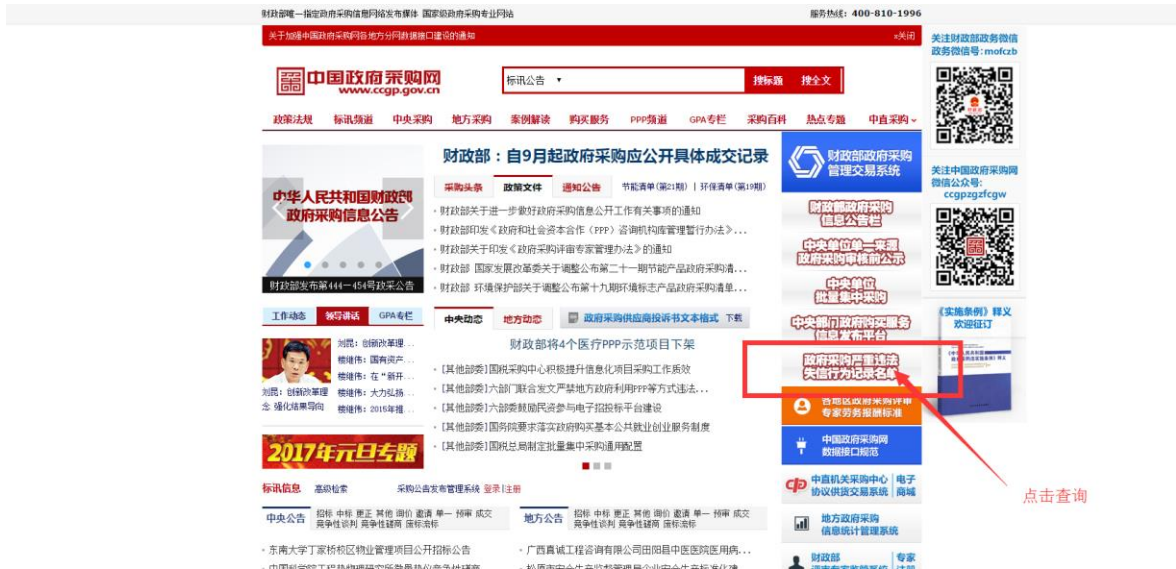 财政部唯一指定政府采购信息网络发布媒体 国家级政府采购专业网站
服务热线：400-810-1996
关于加强中国政府采购网各地方分网数据接口建设的通知
×关闭
中国政府采购网
www.ccgp.gov.cn
标讯公告
搜标题 搜全文
政策法规 标讯频道 中央采购 地方采购 案例解读 购买服务 PPP频道 GPA专栏 采购百科 热点专题 中直采购
关注财政部政务微信
政务微信号：mofczb
中华人民共和国财政部
政府采购信息公告
财政部发布第444－454号政采公告
财政部：自9月起政府采购应公开具体成交记录
采购头条 政策文件 通知公告 节能清单(第21期) | 环保清单(第19期)
· 财政部关于进一步做好政府采购信息公开工作有关事项的通知
· 财政部印发《政府和社会资本合作（PPP）咨询机构库管理暂行办法》...
· 财政部关于印发《政府采购评审专家管理办法》的通知
· 财政部 国家发展改革委关于调整公布第二十一期节能产品政府采购清...
· 财政部 环境保护部关于调整公布第十九期环境标志产品政府采购清单...
财政部政府采购
管理交易系统
财政部政府采购
信息公告栏
中央单位单一来源
政府采购审核前公示
中央单位
批量集中采购
中央部门政府购买服务
信息发布平台
政府采购严重违法
失信行为记录名单
各地区政府采购评审
专家劳务报酬标准
中国政府采购网
数据接口规范
中直机关采购中心
协议供货交易系统
电子
商城
地方政府采购
信息统计管理系统
财政部
专家
关注中国政府采购网
微信公众号：
ccgpzgzfcgw
《实施条例》释义
欢迎征订
工作动态 领导讲话 GPA专栏
刘昆：创新改革理
念 强化结果导向
刘昆：创新改革理...
楼继伟：国有资产...
楼继伟：在“新开...
楼继伟：大力弘扬...
楼继伟：2015年推...
中央动态 地方动态 政府采购供应商投诉书文本格式 下载
财政部将4个医疗PPP示范项目下架
· [其他部委]国税采购中心积极提升信息化项目采购工作质效
· [其他部委]六部门联合发文严禁地方政府利用PPP等方式违法...
· [其他部委]六部委鼓励民资参与电子招投标平台建设
· [其他部委]国务院要求落实政府购买基本公共就业创业服务制度
· [其他部委]国税总局制定批量集中采购通用配置
2017年元旦专题
点击查询
标讯信息 高级检索 采购公告发布管理系统 登录|注册
中央公告
招标 中标 更正 其他 询价 邀请 单一 预审 成交
竞争性谈判 竞争性磋商 废标流标
地方公告
招标 中标 更正 其他 询价 邀请 单一 预审 成交
竞争性谈判 竞争性磋商 废标流标
· 东南大学丁家桥校区物业管理项目公开招标公告
· 广西真诚工程咨询有限公司田阳县中医医院医用病...